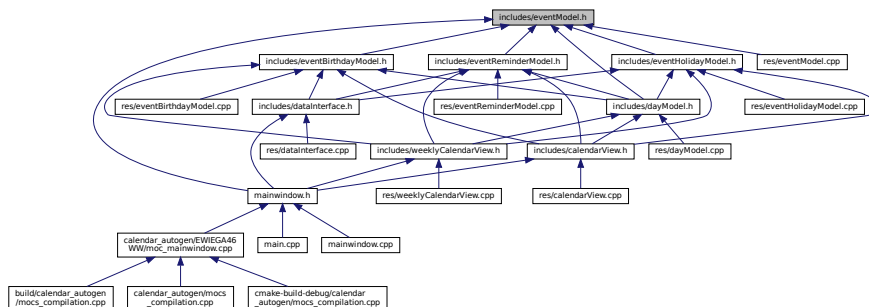 includes/eventModel.h
includes/eventBirthdayModel.h
includes/eventReminderModel.h
includes/eventHolidayModel.h
res/eventModel.cpp
res/eventBirthdayModel.cpp
includes/dataInterface.h
res/eventReminderModel.cpp
includes/dayModel.h
res/eventHolidayModel.cpp
res/dataInterface.cpp
includes/weeklyCalendarView.h
includes/calendarView.h
res/dayModel.cpp
mainwindow.h
res/weeklyCalendarView.cpp
res/calendarView.cpp
calendar_autogen/EWIEGA46
WW/moc_mainwindow.cpp
main.cpp
mainwindow.cpp
build/calendar_autogen
/mocs_compilation.cpp
calendar_autogen/mocs
_compilation.cpp
cmake-build-debug/calendar
_autogen/mocs_compilation.cpp